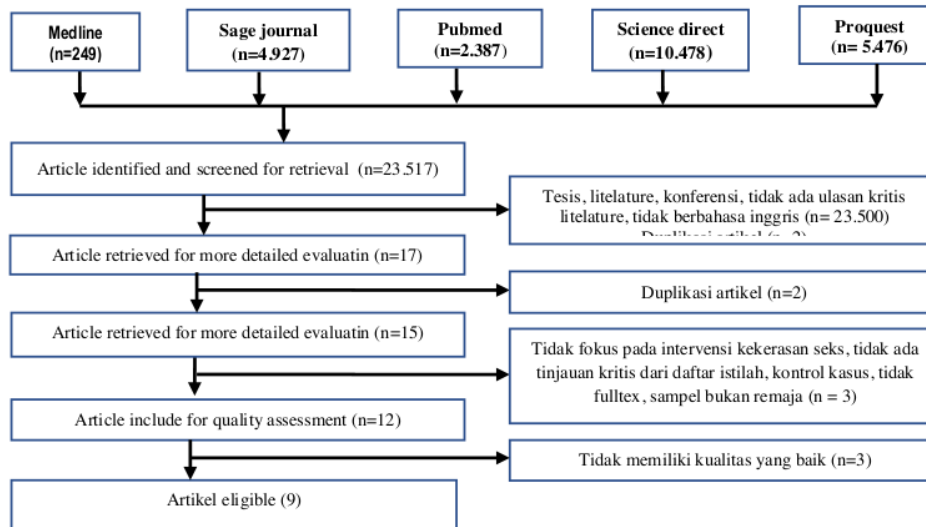 Medline
(n=249)
Sage journal
(n=4.927)
Pubmed
(n=2.387)
Science direct
(n=10.478)
Proquest
(n= 5.476)
Article identified and screened for retrieval (n=23.517)
Tesis, litelature, konferensi, tidak ada ulasan kritis
litelature, tidak berbahasa inggris (n= 23.500)
Duplikasi artikel (n=2)
Article retrieved for more detailed evaluatin (n=17)
Duplikasi artikel (n=2)
Article retrieved for more detailed evaluatin (n=15)
Tidak fokus pada intervensi kekerasan seks, tidak ada
tinjauan kritis dari daftar istilah, kontrol kasus, tidak
fulltex, sampel bukan remaja (n = 3)
Article include for quality assessment (n=12)
Tidak memiliki kualitas yang baik (n=3)
Artikel eligible (9)